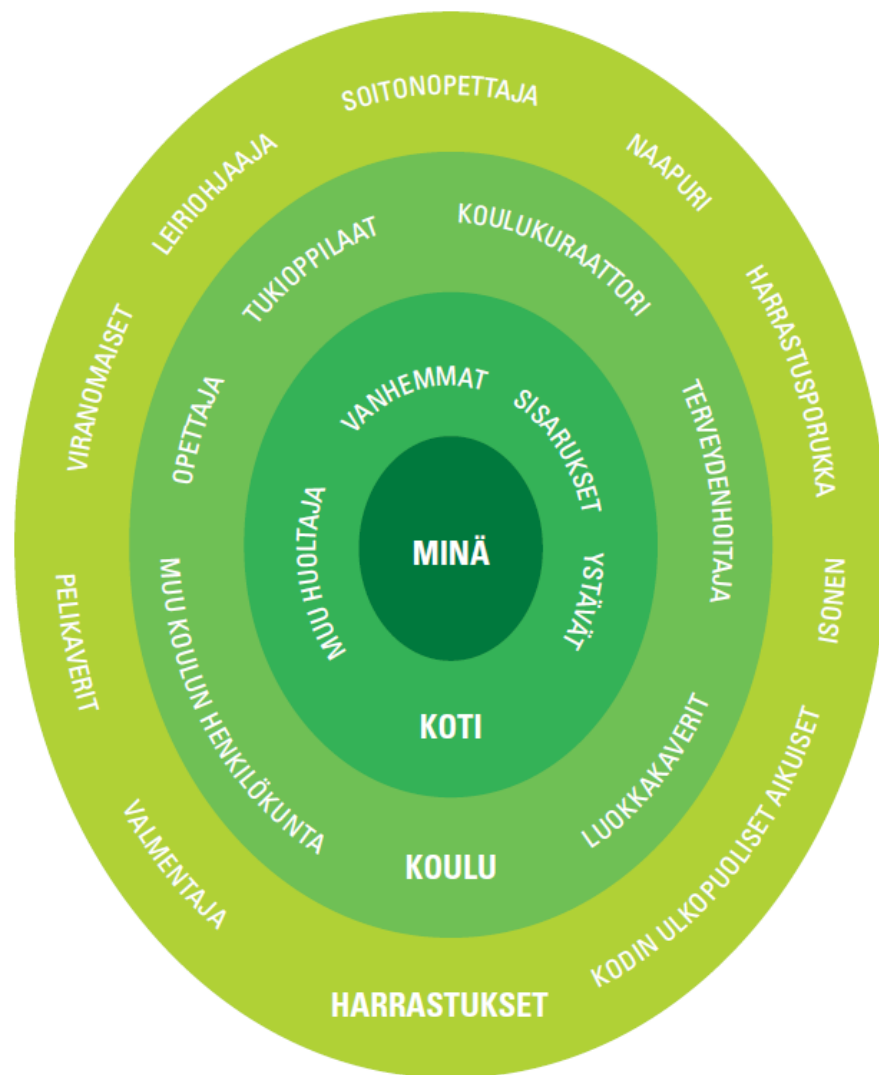 SOITONOPETTAJA
NAAPURI
LEIRIOHJAAJA
HARRASTUSPORUKKA
VIRANOMAISET
ISONEN
PELIKAVERIT
KODIN ULKOPUOLISET AIKUISET
VALMENTAJA
HARRASTUKSET
KOULUKURAATTORI
TUKIOPPILAAT
TERVEYDENHOITAJA
OPETTAJA
MUU KOULUN HENKILÖKUNTA
LUOKKAKAVERIT
KOULU
VANHEMMAT
SISARUKSET
MUU HUOLTAJA
YSTÄVÄT
KOTI
MINÄ